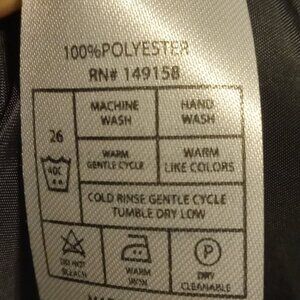 100%POLYESTER
RN# 149158
26
MACHINE WASH
HAND WASH
40C
WARM GENTLE CYCLE
WARM LIKE COLORS
COLD RINSE GENTLE CYCLE
TUMBLE DRY LOW
DO NOT BLEACH
WARM IRON
P
DRY CLEANABLE